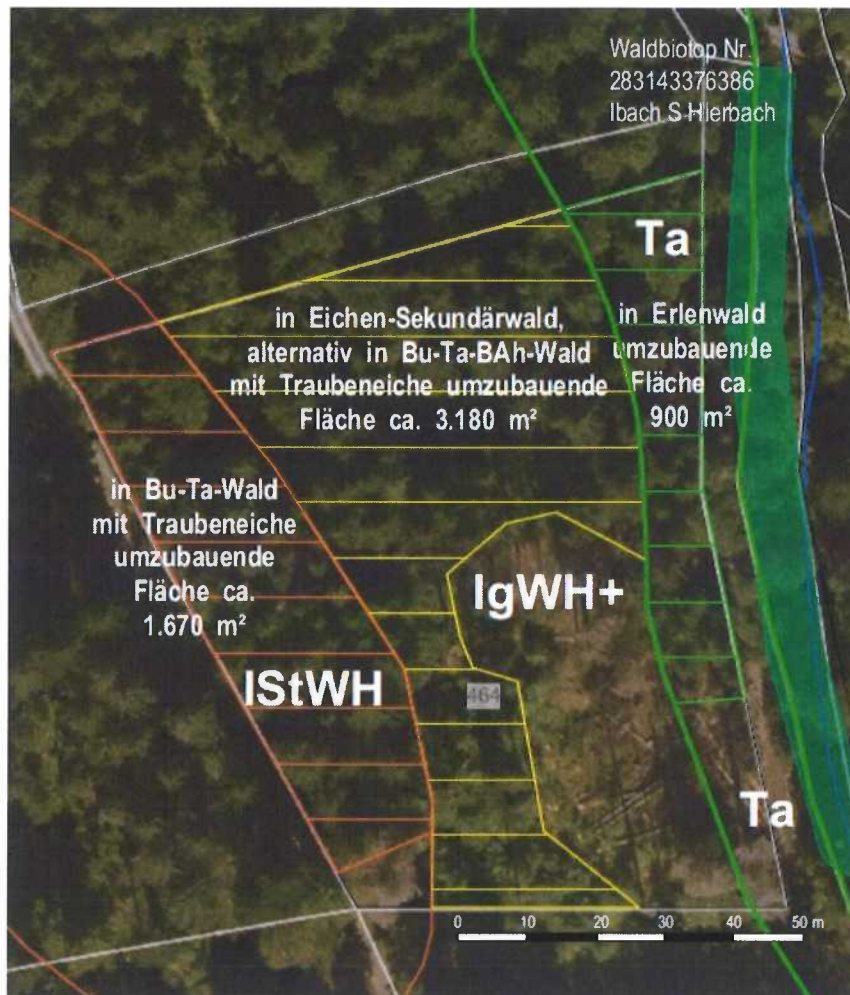 Waldbiotop Nr.
283143376386
Ibach S Hierbach
Ta
in Eichen-Sekundärwald,
alternativ in Bu-Ta-BAh-Wald
mit Traubeneiche umzubauende
Fläche ca. 3.180 m²
in Erlenwald
umzubauende
Fläche ca.
900 m²
in Bu-Ta-Wald
mit Traubeneiche
umzubauende
Fläche ca.
1.670 m²
lgWH+
lStWH
464
Ta
0 10 20 30 40 50 m